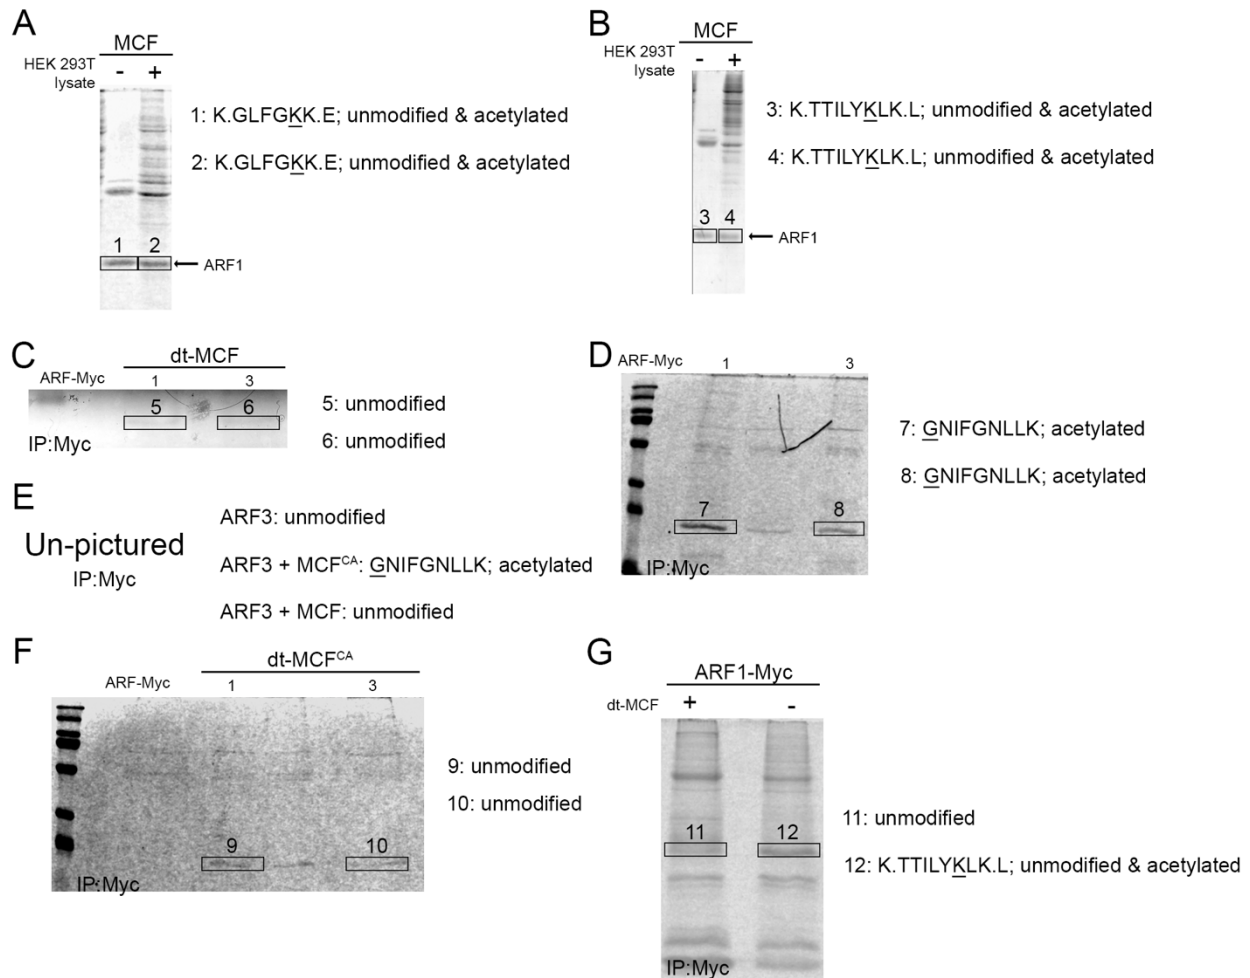 A
MCF
HEK 293T
lysate
- +
1 2
ARF1
1: K.GLFGKK.E; unmodified & acetylated
2: K.GLFGKK.E; unmodified & acetylated
B
MCF
HEK 293T
lysate
- +
3 4
ARF1
3: K.TTILYKLK.L; unmodified & acetylated
4: K.TTILYKLK.L; unmodified & acetylated
C
dt-MCF
ARF-Myc 1 3
5 6
IP:Myc
5: unmodified
6: unmodified
D
ARF-Myc 1 3
7 8
IP:Myc
7: GNIFGNLLK; acetylated
8: GNIFGNLLK; acetylated
E
Un-pictured
IP:Myc
ARF3: unmodified
ARF3 + MCFCA: GNIFGNLLK; acetylated
ARF3 + MCF: unmodified
F
dt-MCFCA
ARF-Myc 1 3
9 10
IP:Myc
9: unmodified
10: unmodified
G
ARF1-Myc
dt-MCF + -
11 12
IP:Myc
11: unmodified
12: K.TTILYKLK.L; unmodified & acetylated